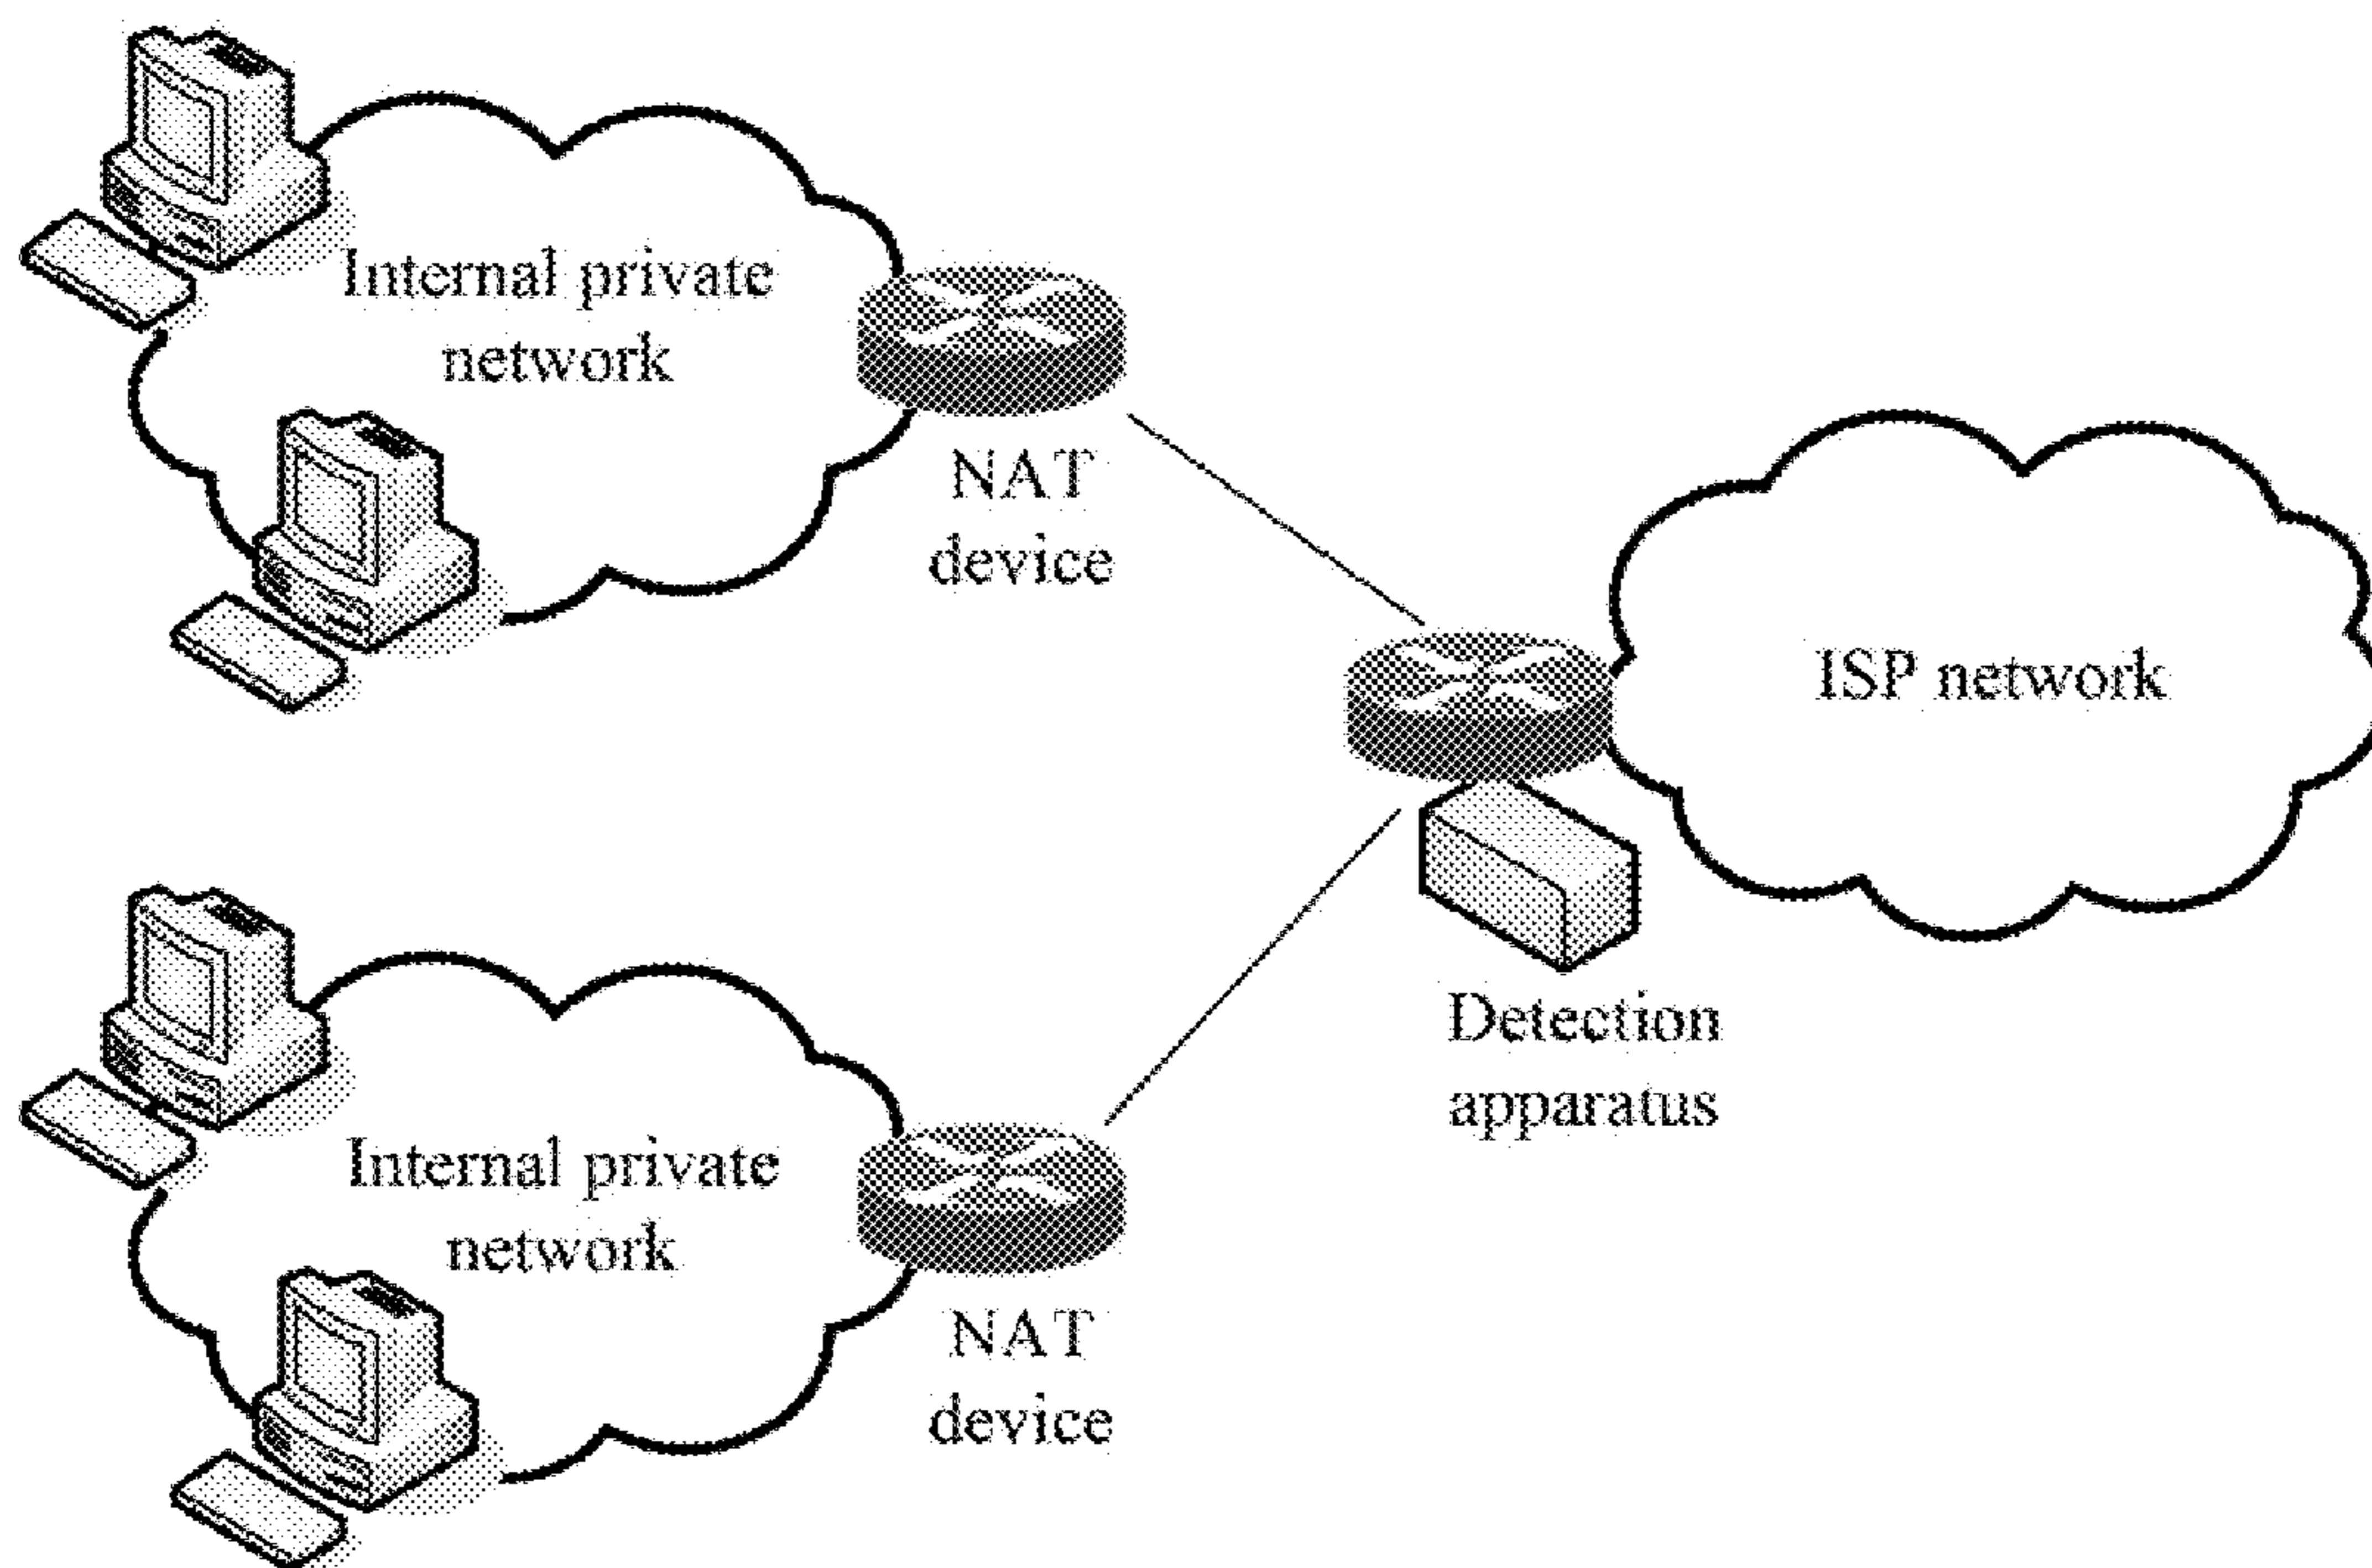 Internal private
network
NAT
device
ISP network
Detection
apparatus
Internal private
network
NAT
device